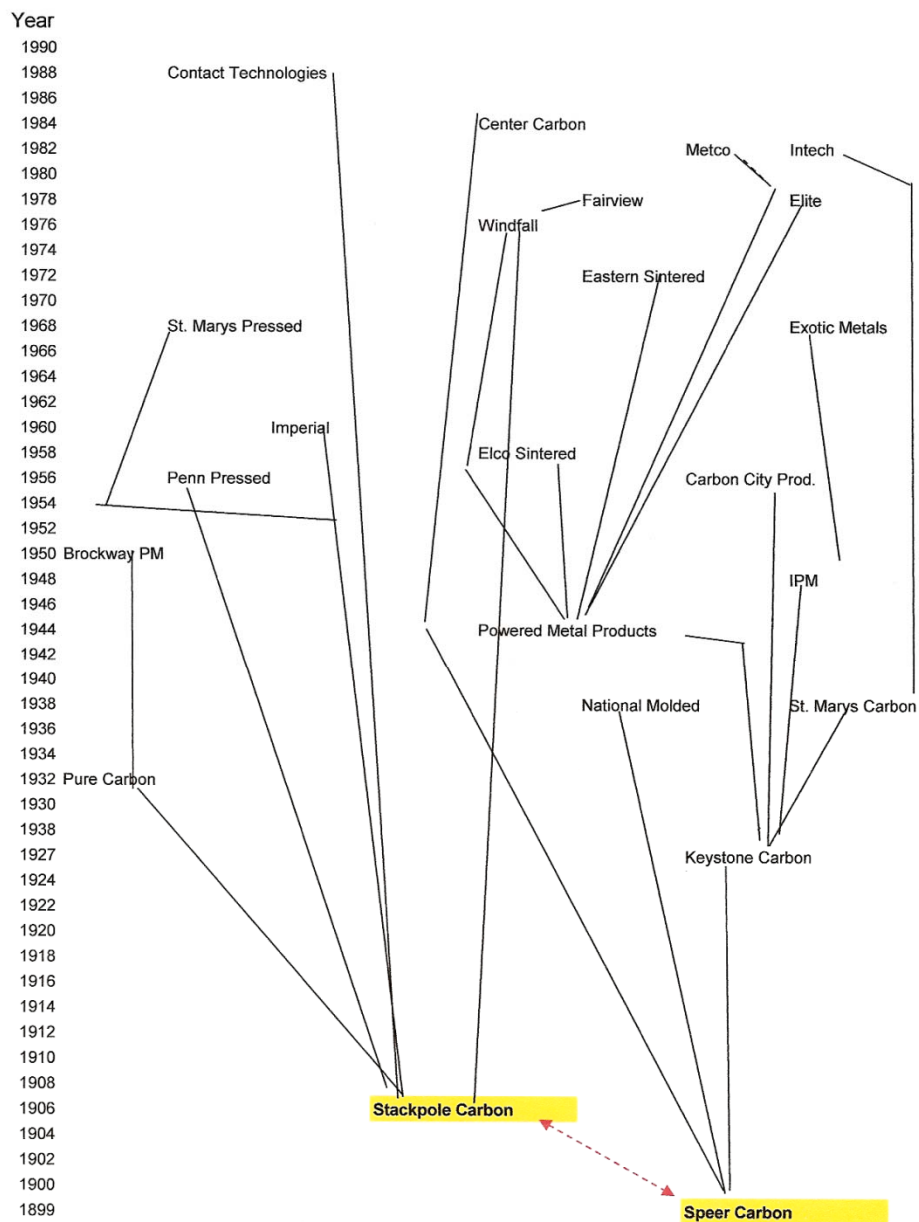 Year
1990
1988 Contact Technologies
1986
1984 Center Carbon
1982 Metco Intech
1980
1978 Fairview Elite
1976 Windfall
1974
1972 Eastern Sintered
1970
1968 St. Marys Pressed Exotic Metals
1966
1964
1962
1960 Imperial
1958 Elco Sintered
1956 Penn Pressed Carbon City Prod.
1954
1952
1950 Brockway PM
1948 IPM
1946
1944 Powered Metal Products
1942
1940
1938 National Molded St. Marys Carbon
1936
1934
1932 Pure Carbon
1930
1938
1927 Keystone Carbon
1924
1922
1920
1918
1916
1914
1912
1910
1908
1906 Stackpole Carbon
1904
1902
1900
1899 Speer Carbon